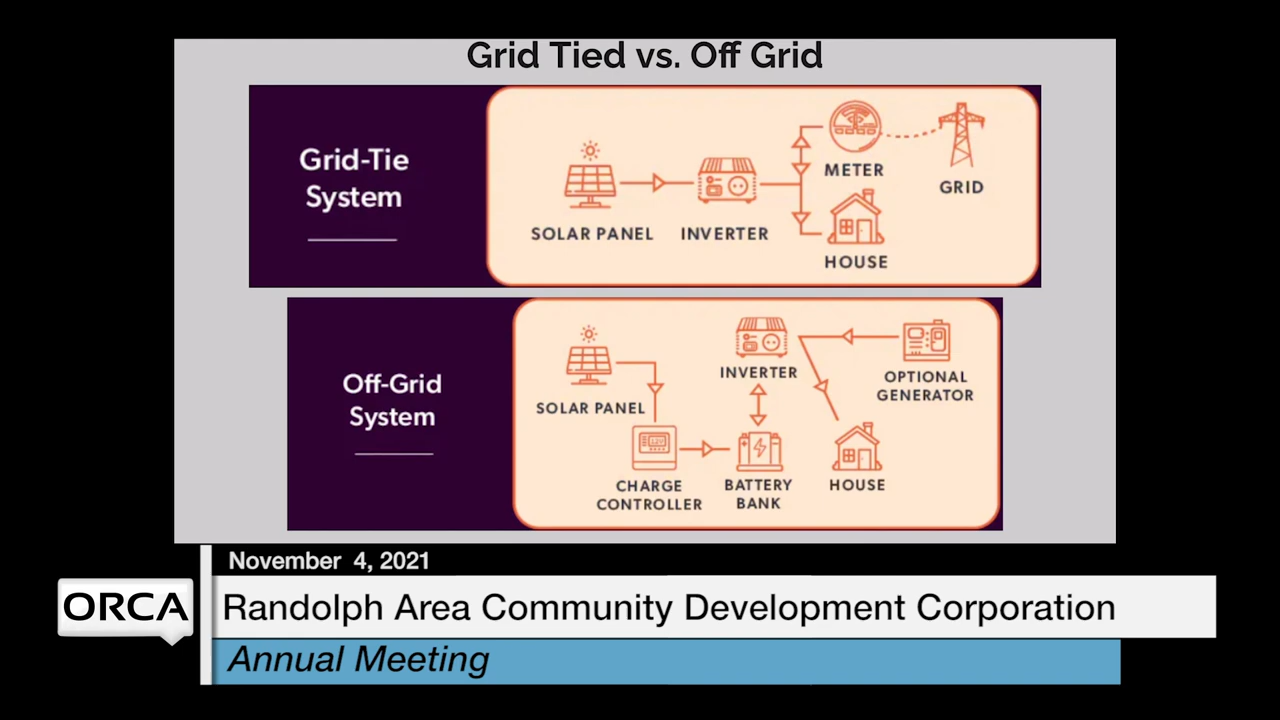 Grid Tied vs. Off Grid
Grid-Tie
System
SOLAR PANEL
INVERTER
METER
GRID
HOUSE
Off-Grid
System
SOLAR PANEL
INVERTER
OPTIONAL
GENERATOR
CHARGE
CONTROLLER
BATTERY
BANK
HOUSE
November 4, 2021
ORCA
Randolph Area Community Development Corporation
Annual Meeting